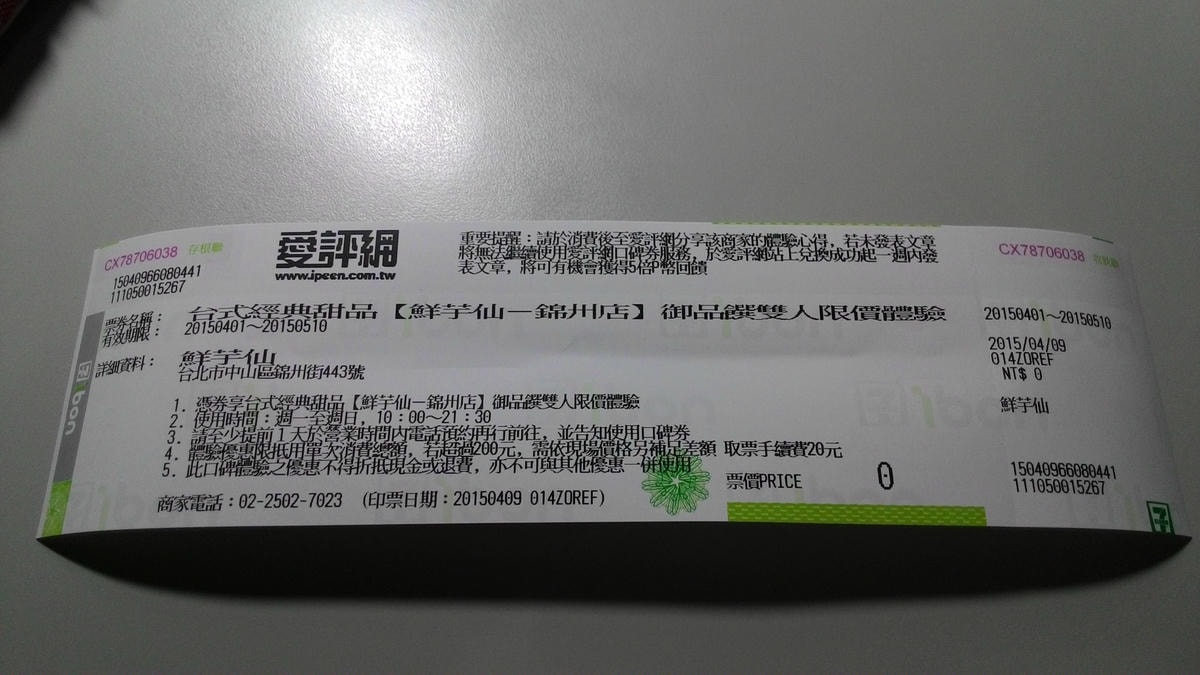 CX78706038 存根聯
15040966080441
111050015267
愛評網
www.ipeen.com.tw
重要提醒：請於消費後至愛評網分享該商家的體驗心得，若未發表文章
將無法繼續使用愛評網口碑券服務，於愛評網站上兌換成功起一週內發
表文章，將可有機會獲得5倍P幣回饋
票券名稱： 台式經典甜品【鮮芋仙－錦州店】御品饌雙人限價體驗
有效期限： 20150401～20150510
詳細資料： 鮮芋仙
台北市中山區錦州街443號
1. 憑券享台式經典甜品【鮮芋仙－錦州店】御品饌雙人限價體驗
2. 使用時間：週一至週日，10：00～21：30
3. 請至少提前1天於營業時間內電話預約再行前往，並告知使用口碑券
4. 體驗優惠限抵用單次消費總額，若超過200元，需依現場價格另補足差額 取票手續費20元
5. 此口碑體驗之優惠不得折抵現金或退費，亦不可與其他優惠一併使用
商家電話：02-2502-7023 (印票日期：20150409 014ZOREF)
票價PRICE 0
ibon
CX78706038 收執聯
20150401～20150510
2015/04/09
014ZOREF
NT$ 0
鮮芋仙
15040966080441
111050015267